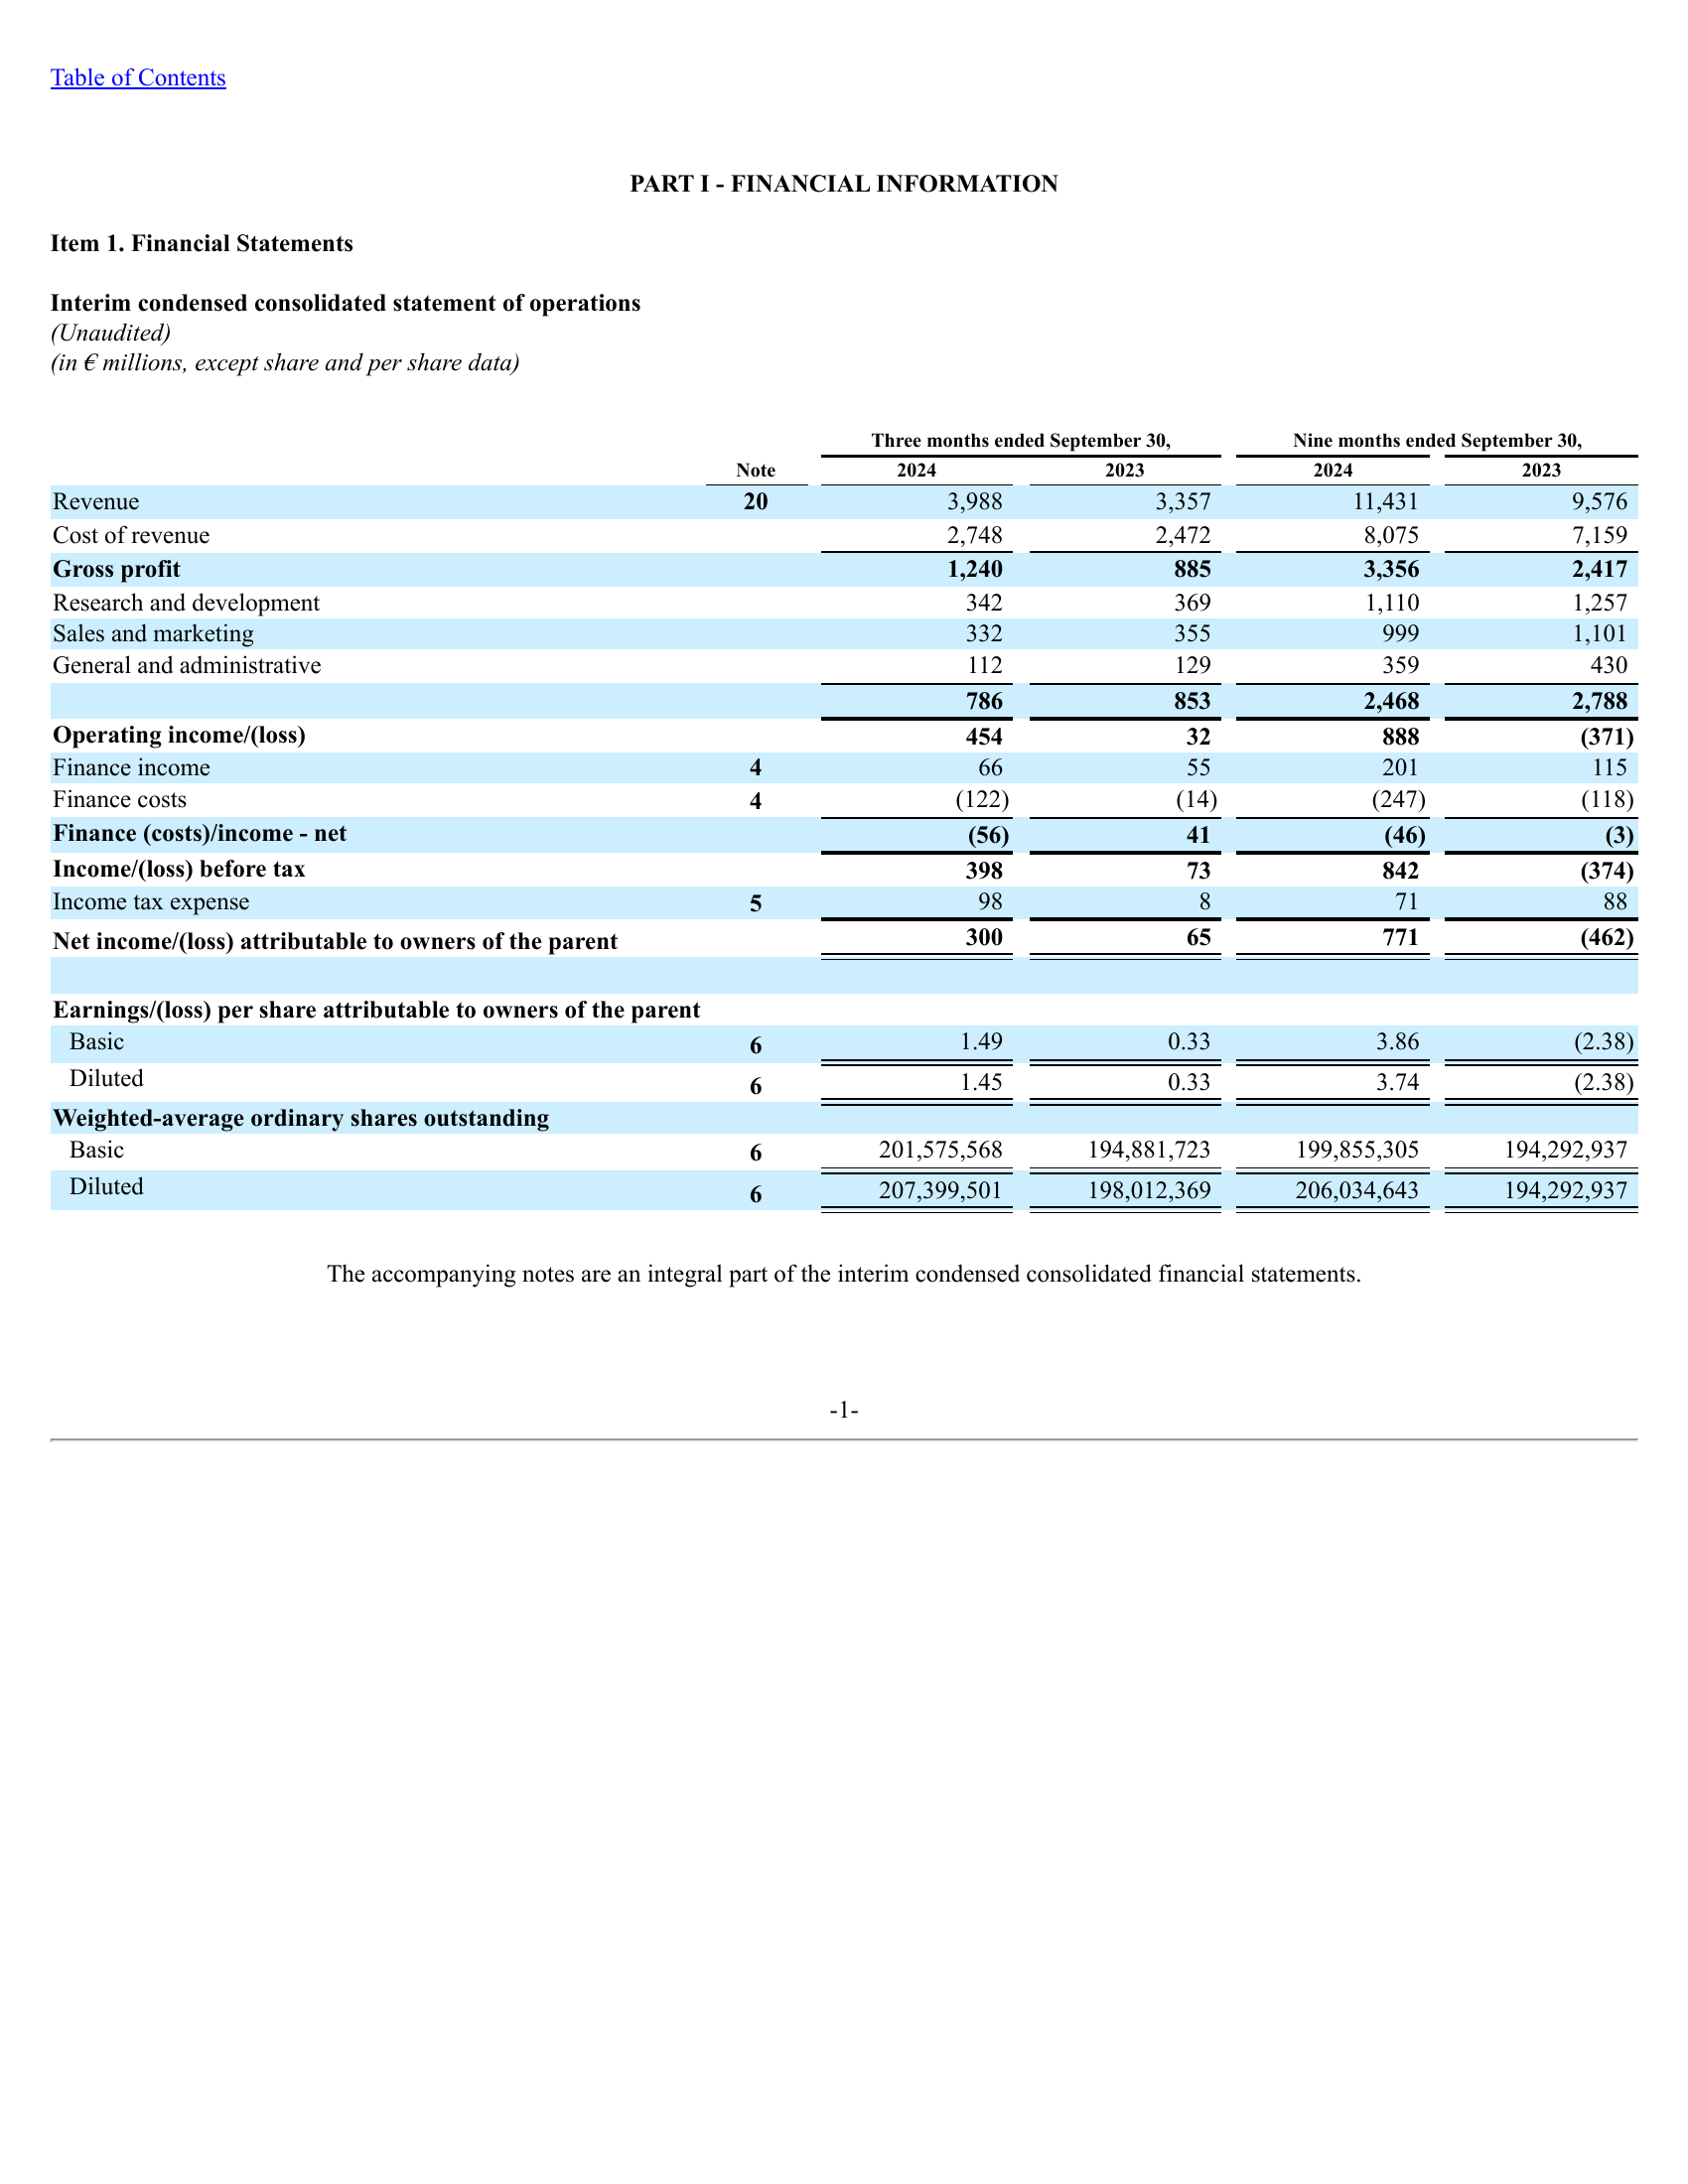 Table of Contents
PART I - FINANCIAL INFORMATION
Item 1. Financial Statements
Interim condensed consolidated statement of operations
(Unaudited)
(in € millions, except share and per share data)
Three months ended September 30, Nine months ended September 30,
Note 2024 2023 2024 2023
Revenue 20 3,988 3,357 11,431 9,576
Cost of revenue 2,748 2,472 8,075 7,159
Gross profit 1,240 885 3,356 2,417
Research and development 342 369 1,110 1,257
Sales and marketing 332 355 999 1,101
General and administrative 112 129 359 430
786 853 2,468 2,788
Operating income/(loss) 454 32 888 (371)
Finance income 4 66 55 201 115
Finance costs 4 (122) (14) (247) (118)
Finance (costs)/income - net (56) 41 (46) (3)
Income/(loss) before tax 398 73 842 (374)
Income tax expense 5 98 8 71 88
Net income/(loss) attributable to owners of the parent 300 65 771 (462)
Earnings/(loss) per share attributable to owners of the parent
Basic 6 1.49 0.33 3.86 (2.38)
Diluted 6 1.45 0.33 3.74 (2.38)
Weighted-average ordinary shares outstanding
Basic 6 201,575,568 194,881,723 199,855,305 194,292,937
Diluted 6 207,399,501 198,012,369 206,034,643 194,292,937
The accompanying notes are an integral part of the interim condensed consolidated financial statements.
-1-